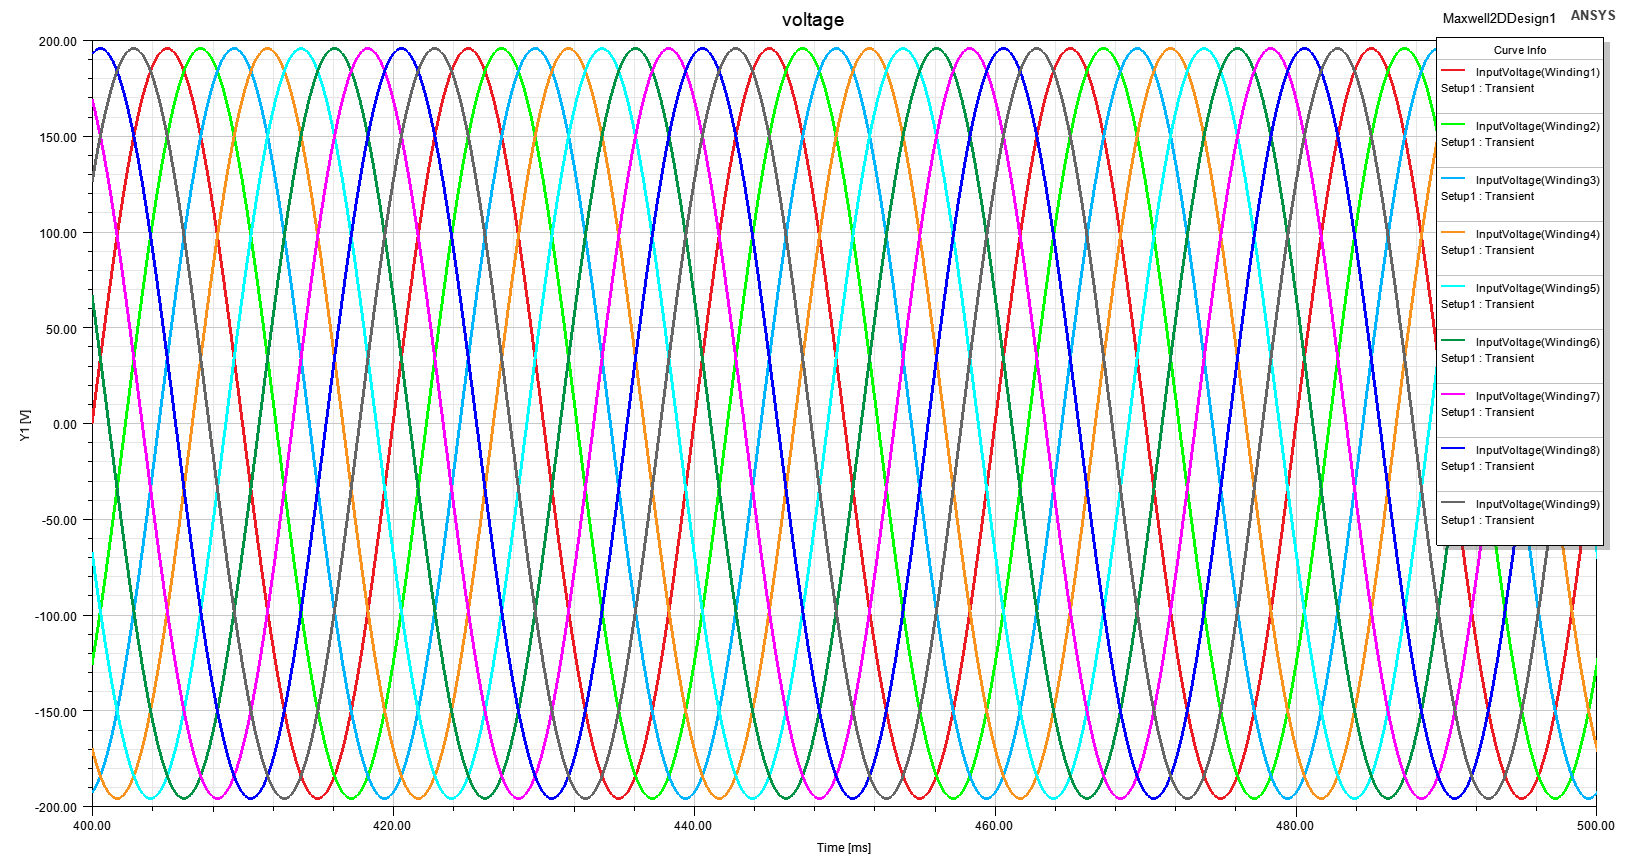 voltage
Maxwell2DDesign1 ANSYS
200.00
150.00
100.00
50.00
0.00
-50.00
-100.00
-150.00
-200.00
Y1 [V]
400.00 420.00 440.00 460.00 480.00 500.00
Time [ms]
Curve Info
InputVoltage(Winding1)
Setup1 : Transient
InputVoltage(Winding2)
Setup1 : Transient
InputVoltage(Winding3)
Setup1 : Transient
InputVoltage(Winding4)
Setup1 : Transient
InputVoltage(Winding5)
Setup1 : Transient
InputVoltage(Winding6)
Setup1 : Transient
InputVoltage(Winding7)
Setup1 : Transient
InputVoltage(Winding8)
Setup1 : Transient
InputVoltage(Winding9)
Setup1 : Transient